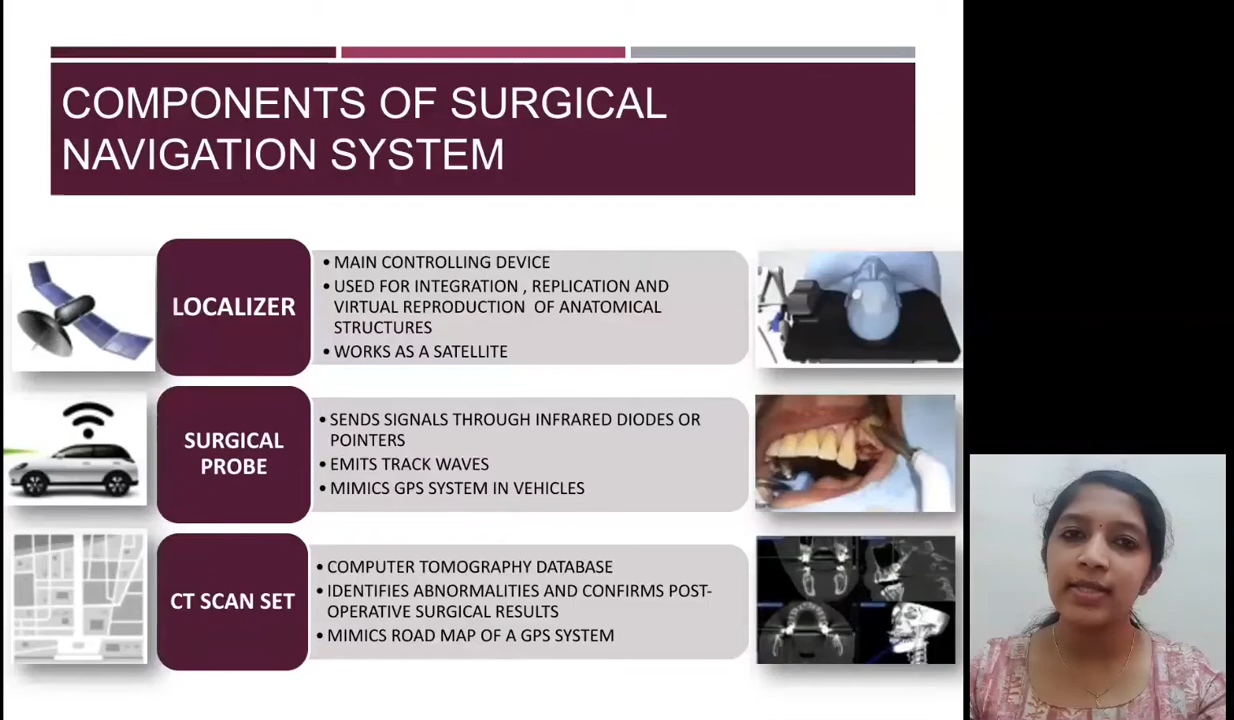 COMPONENTS OF SURGICAL
NAVIGATION SYSTEM
LOCALIZER
• MAIN CONTROLLING DEVICE
• USED FOR INTEGRATION , REPLICATION AND
VIRTUAL REPRODUCTION OF ANATOMICAL
STRUCTURES
• WORKS AS A SATELLITE
SURGICAL
PROBE
• SENDS SIGNALS THROUGH INFRARED DIODES OR
POINTERS
• EMITS TRACK WAVES
• MIMICS GPS SYSTEM IN VEHICLES
CT SCAN SET
• COMPUTER TOMOGRAPHY DATABASE
• IDENTIFIES ABNORMALITIES AND CONFIRMS POST-
OPERATIVE SURGICAL RESULTS
• MIMICS ROAD MAP OF A GPS SYSTEM